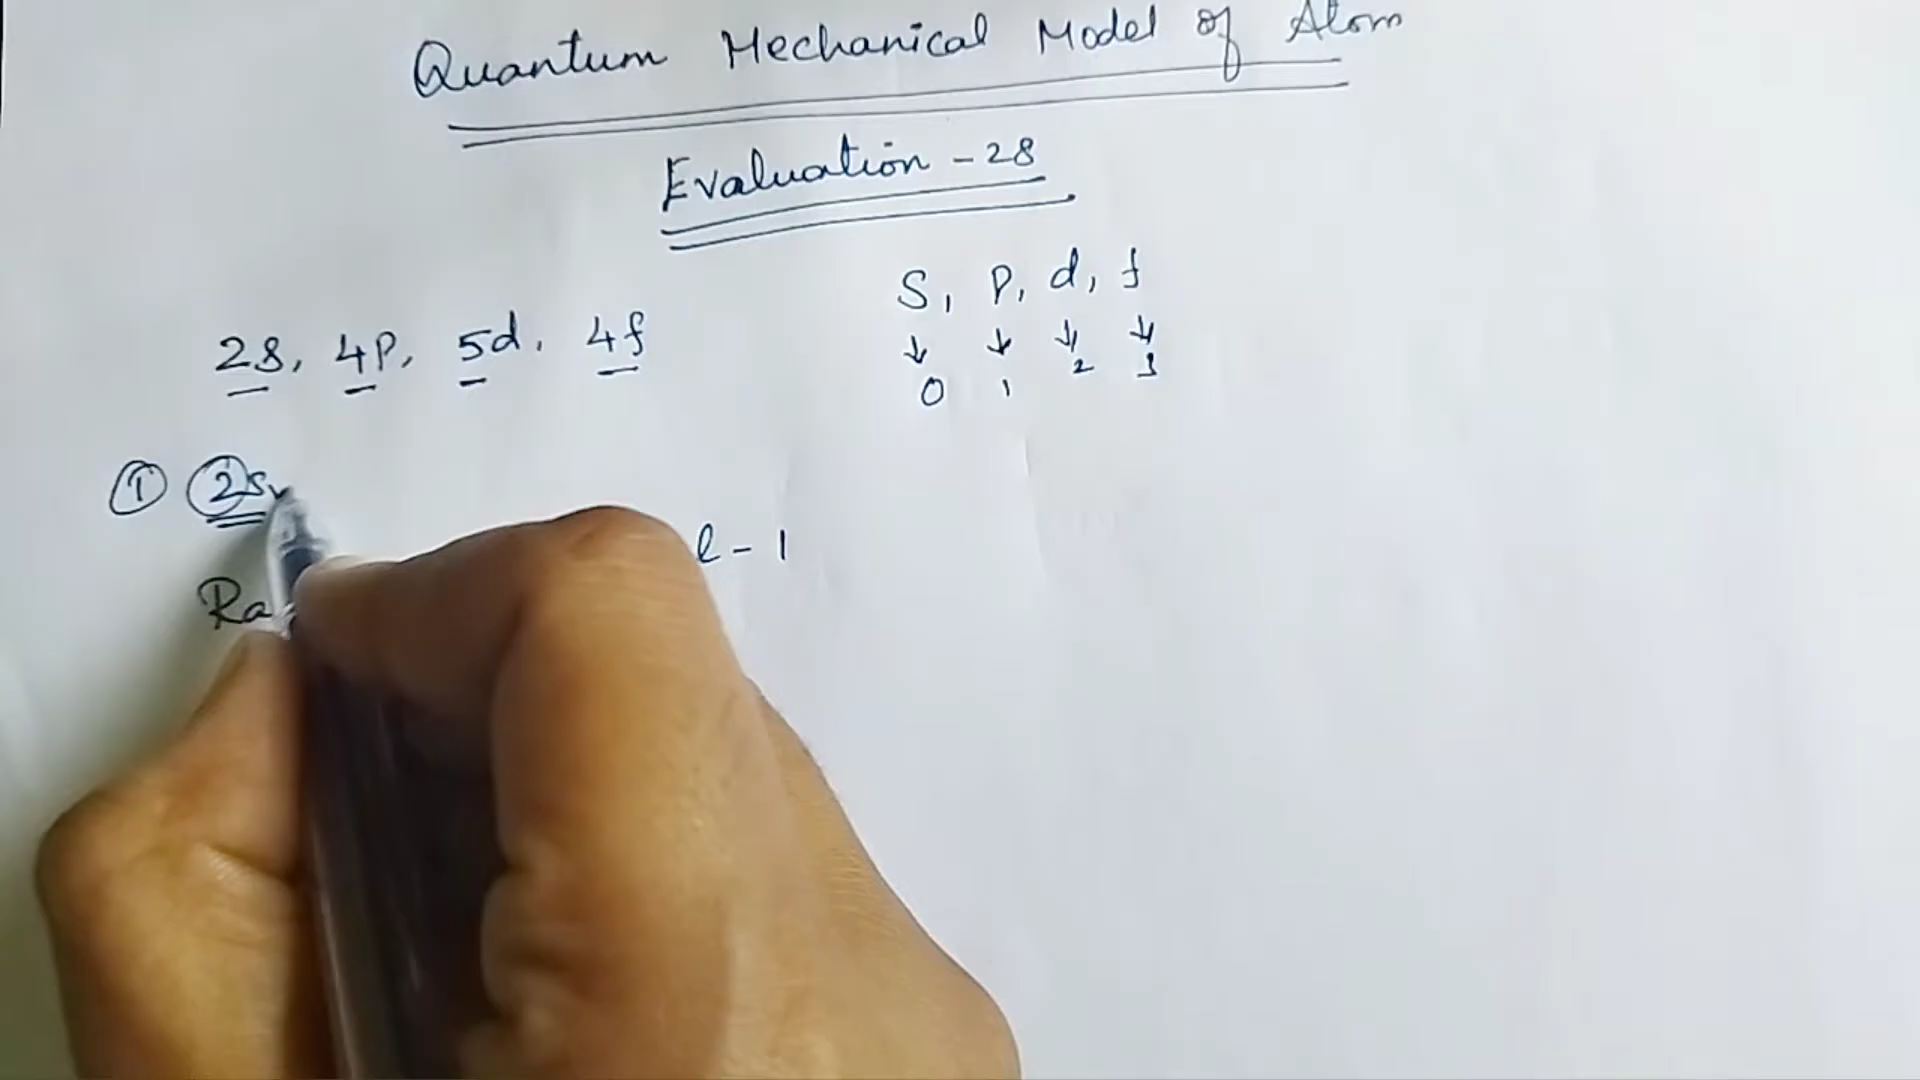 Quantum Mechanical Model of Atom
Evaluation - 28
S, P, d, f
2s, 4p, 5d, 4f
↓ ↓ ↓ ↓
0 1 2 3
① 2s
l - 1
Ra